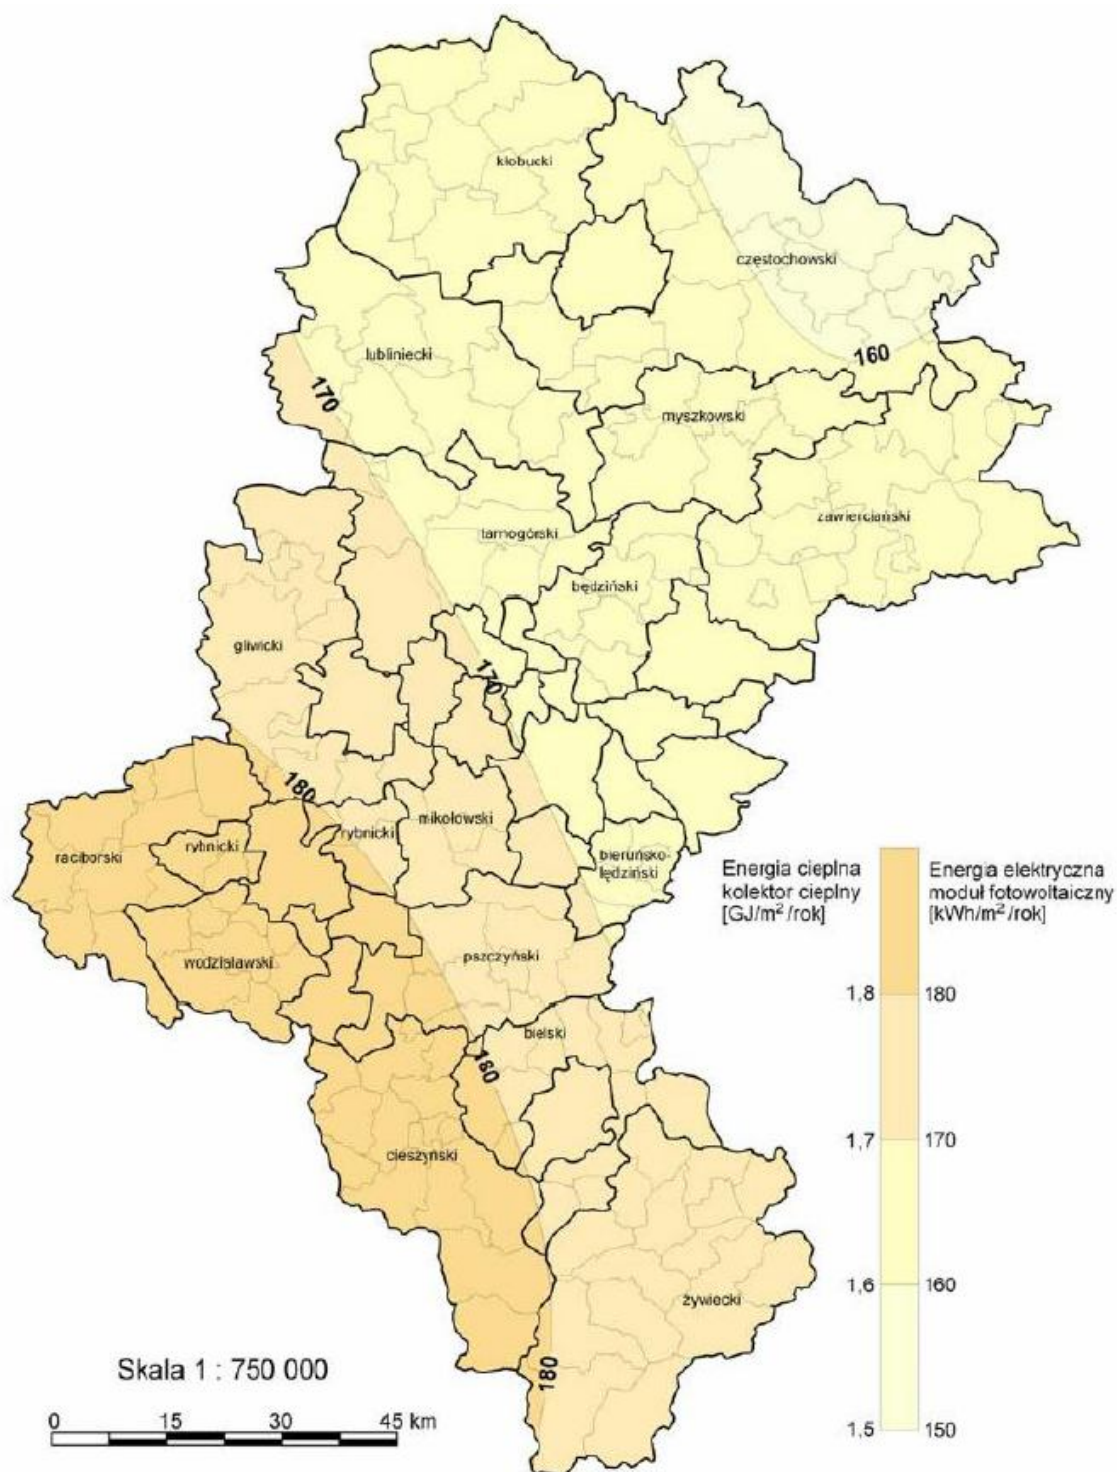 kłobucki
częstochowski
160
lubliniecki
170
myszkowski
zawierciański
tarnogórski
będziński
gliwicki
170
180
mikołowski
rybnicki
rybnicki
raciborski
bieruńsko-
lędziński
Energia cieplna
kolektor cieplny
[GJ/m²/rok]
Energia elektryczna
moduł fotowoltaiczny
[kWh/m²/rok]
wodzisławski
pszczyński
1,8 180
bielski
180
1,7 170
cieszyński
1,6 160
żywiecki
180
Skala 1 : 750 000
0 15 30 45 km
1,5 150